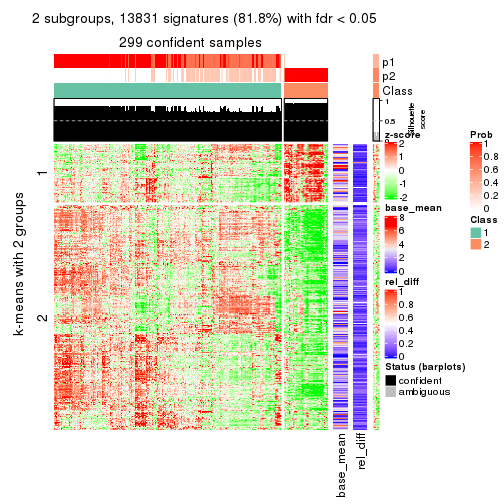 2 subgroups, 13831 signatures (81.8%) with fdr < 0.05
299 confident samples
p1
p2
Class
1
0.5
0
Silhouette
score
k-means with 2 groups
1
2
base_mean
rel_diff
z-score
2
1
0
-1
-2
base_mean
8
6
4
2
0
rel_diff
1
0.8
0.6
0.4
0.2
0
Status (barplots)
confident
ambiguous
Prob
1
0.8
0.6
0.4
0.2
0
Class
1
2